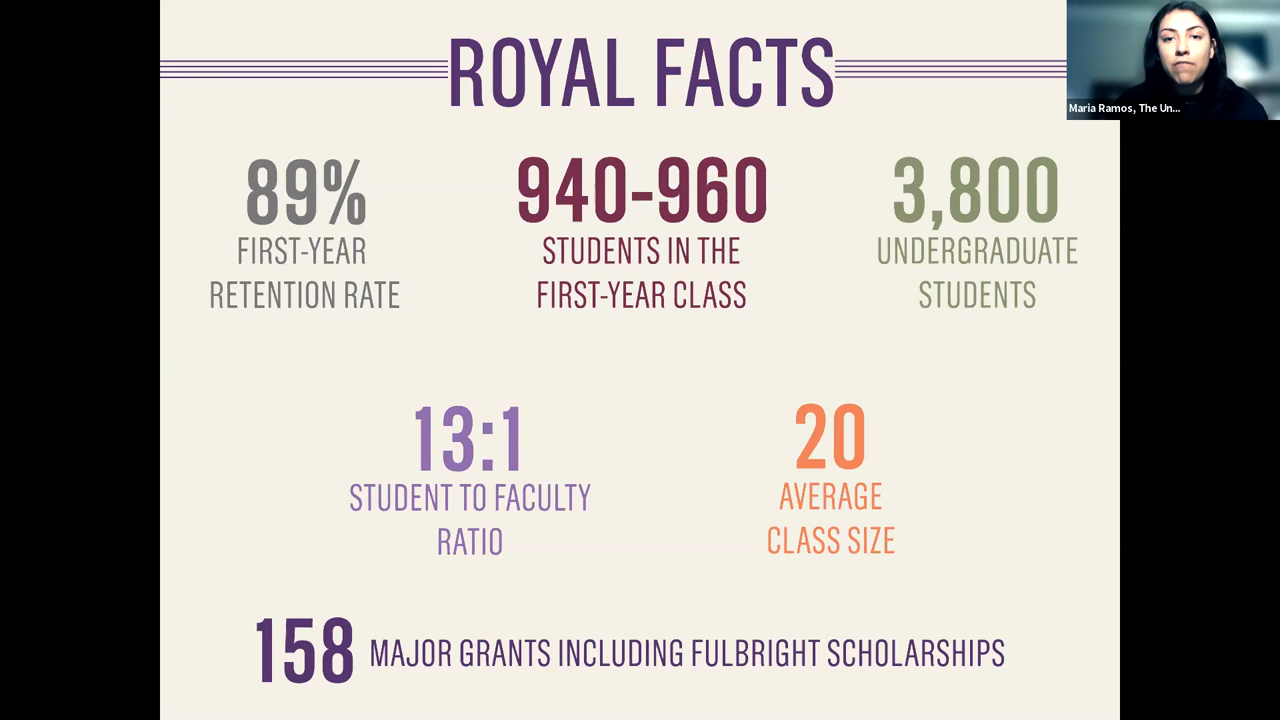 ROYAL FACTS
Maria Ramos, The Un...
89%
FIRST-YEAR
RETENTION RATE
940-960
STUDENTS IN THE
FIRST-YEAR CLASS
3,800
UNDERGRADUATE
STUDENTS
13:1
STUDENT TO FACULTY
RATIO
20
AVERAGE
CLASS SIZE
158 MAJOR GRANTS INCLUDING FULBRIGHT SCHOLARSHIPS